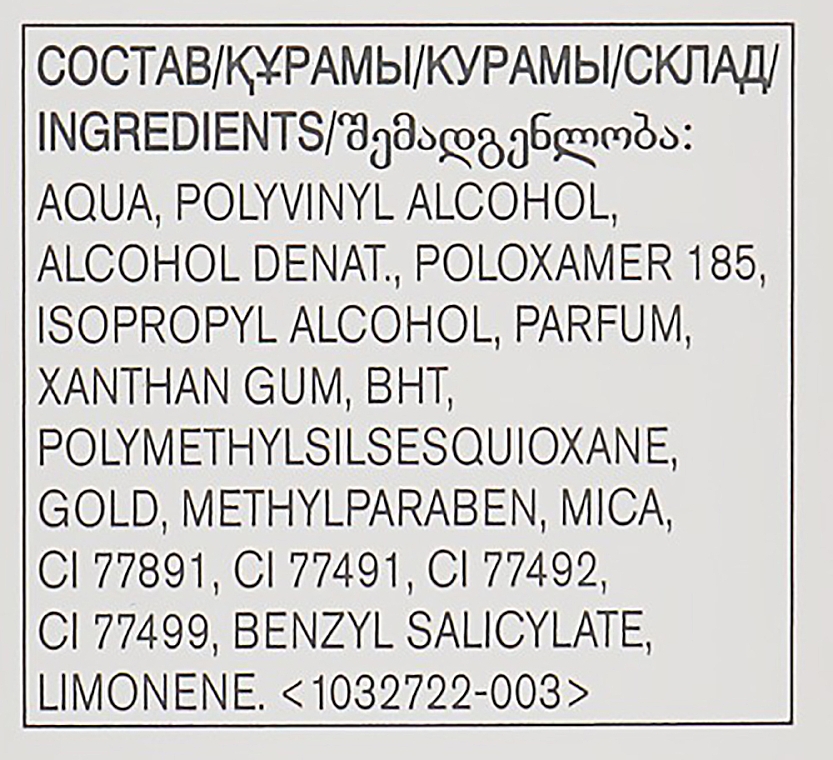 СОСТАВ/ҚҰРАМЫ/КУРАМЫ/СКЛАД/
INGREDIENTS/შემადგენლობა:
AQUA, POLYVINYL ALCOHOL,
ALCOHOL DENAT., POLOXAMER 185,
ISOPROPYL ALCOHOL, PARFUM,
XANTHAN GUM, BHT,
POLYMETHYLSILSESQUIOXANE,
GOLD, METHYLPARABEN, MICA,
CI 77891, CI 77491, CI 77492,
CI 77499, BENZYL SALICYLATE,
LIMONENE. <1032722-003>